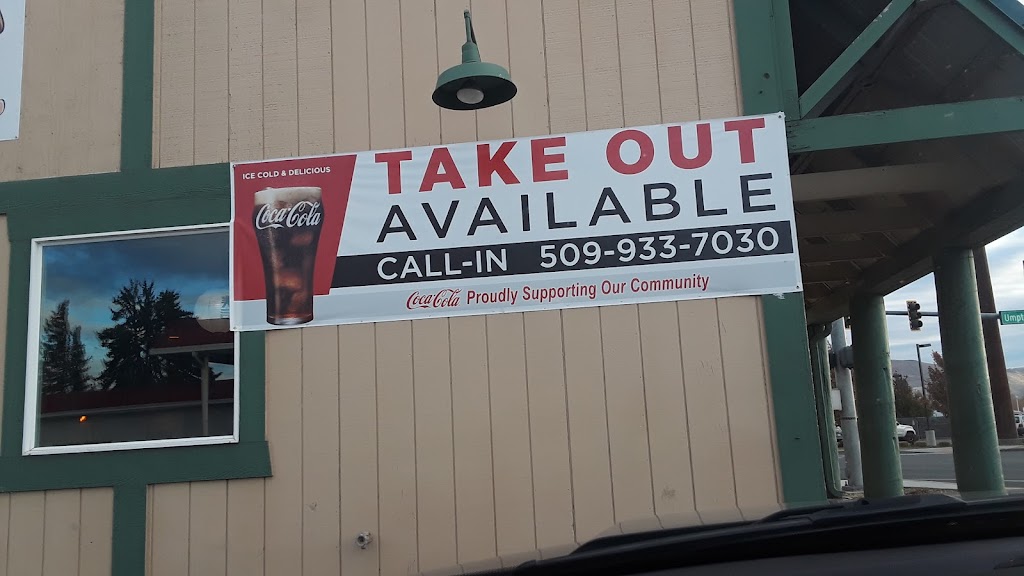 ICE COLD & DELICIOUS
Coca-Cola
TAKE OUT
AVAILABLE
CALL-IN 509-933-7030
Coca-Cola Proudly Supporting Our Community